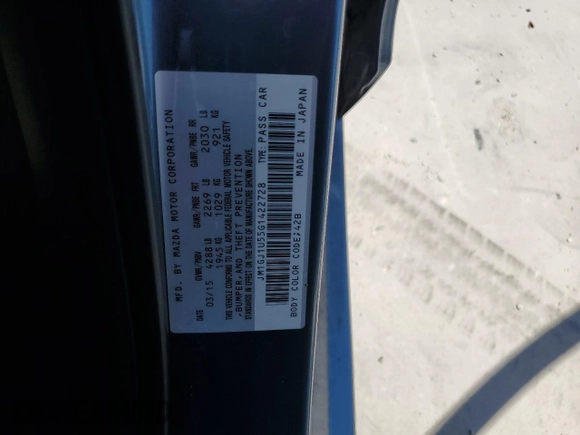 MFD. BY MAZDA MOTOR CORPORATION
DATE GVWR/PNBV GAWR/PNBE FRT GAWR/PNBE RR
03/15 4288 LB 2269 LB 2030 LB
1945 KG 1029 KG 921 KG
THIS VEHICLE CONFORMS TO ALL APPLICABLE FEDERAL MOTOR VEHICLE SAFETY
,BUMPER,AND THEFT PREVENTION
STANDARDS IN EFFECT ON THE DATE OF MANUFACTURE SHOWN ABOVE.
JM1GJ1U55G1422728 TYPE:PASS CAR
BODY COLOR CODE:42B MADE IN JAPAN